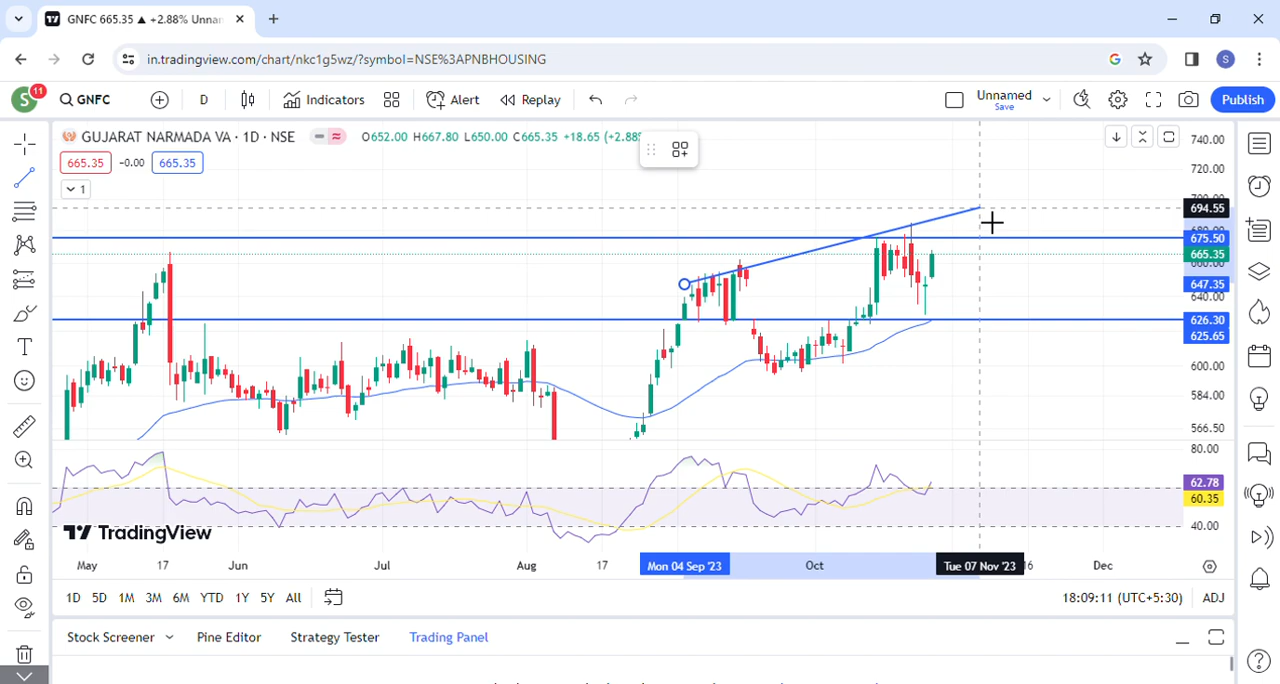 GNFC 665.35 ▲ +2.88% Unnan
in.tradingview.com/chart/nkc1g5wz/?symbol=NSE%3APNBHOUSING
S 11 GNFC D Indicators Alert Replay Unnamed Save Publish
GUJARAT NARMADA VA · 1D · NSE O652.00 H667.80 L650.00 C665.35 +18.65 (+2.88%
665.35 −0.00 665.35
1
740.00
720.00
694.55
675.50
665.35
647.35
640.00
626.30
625.65
600.00
584.00
566.50
80.00
62.78
60.35
40.00
TradingView
May 17 Jun Jul Aug 17 Mon 04 Sep '23 Oct Tue 07 Nov '23 16 Dec
1D 5D 1M 3M 6M YTD 1Y 5Y All 18:09:11 (UTC+5:30) ADJ
Stock Screener Pine Editor Strategy Tester Trading Panel